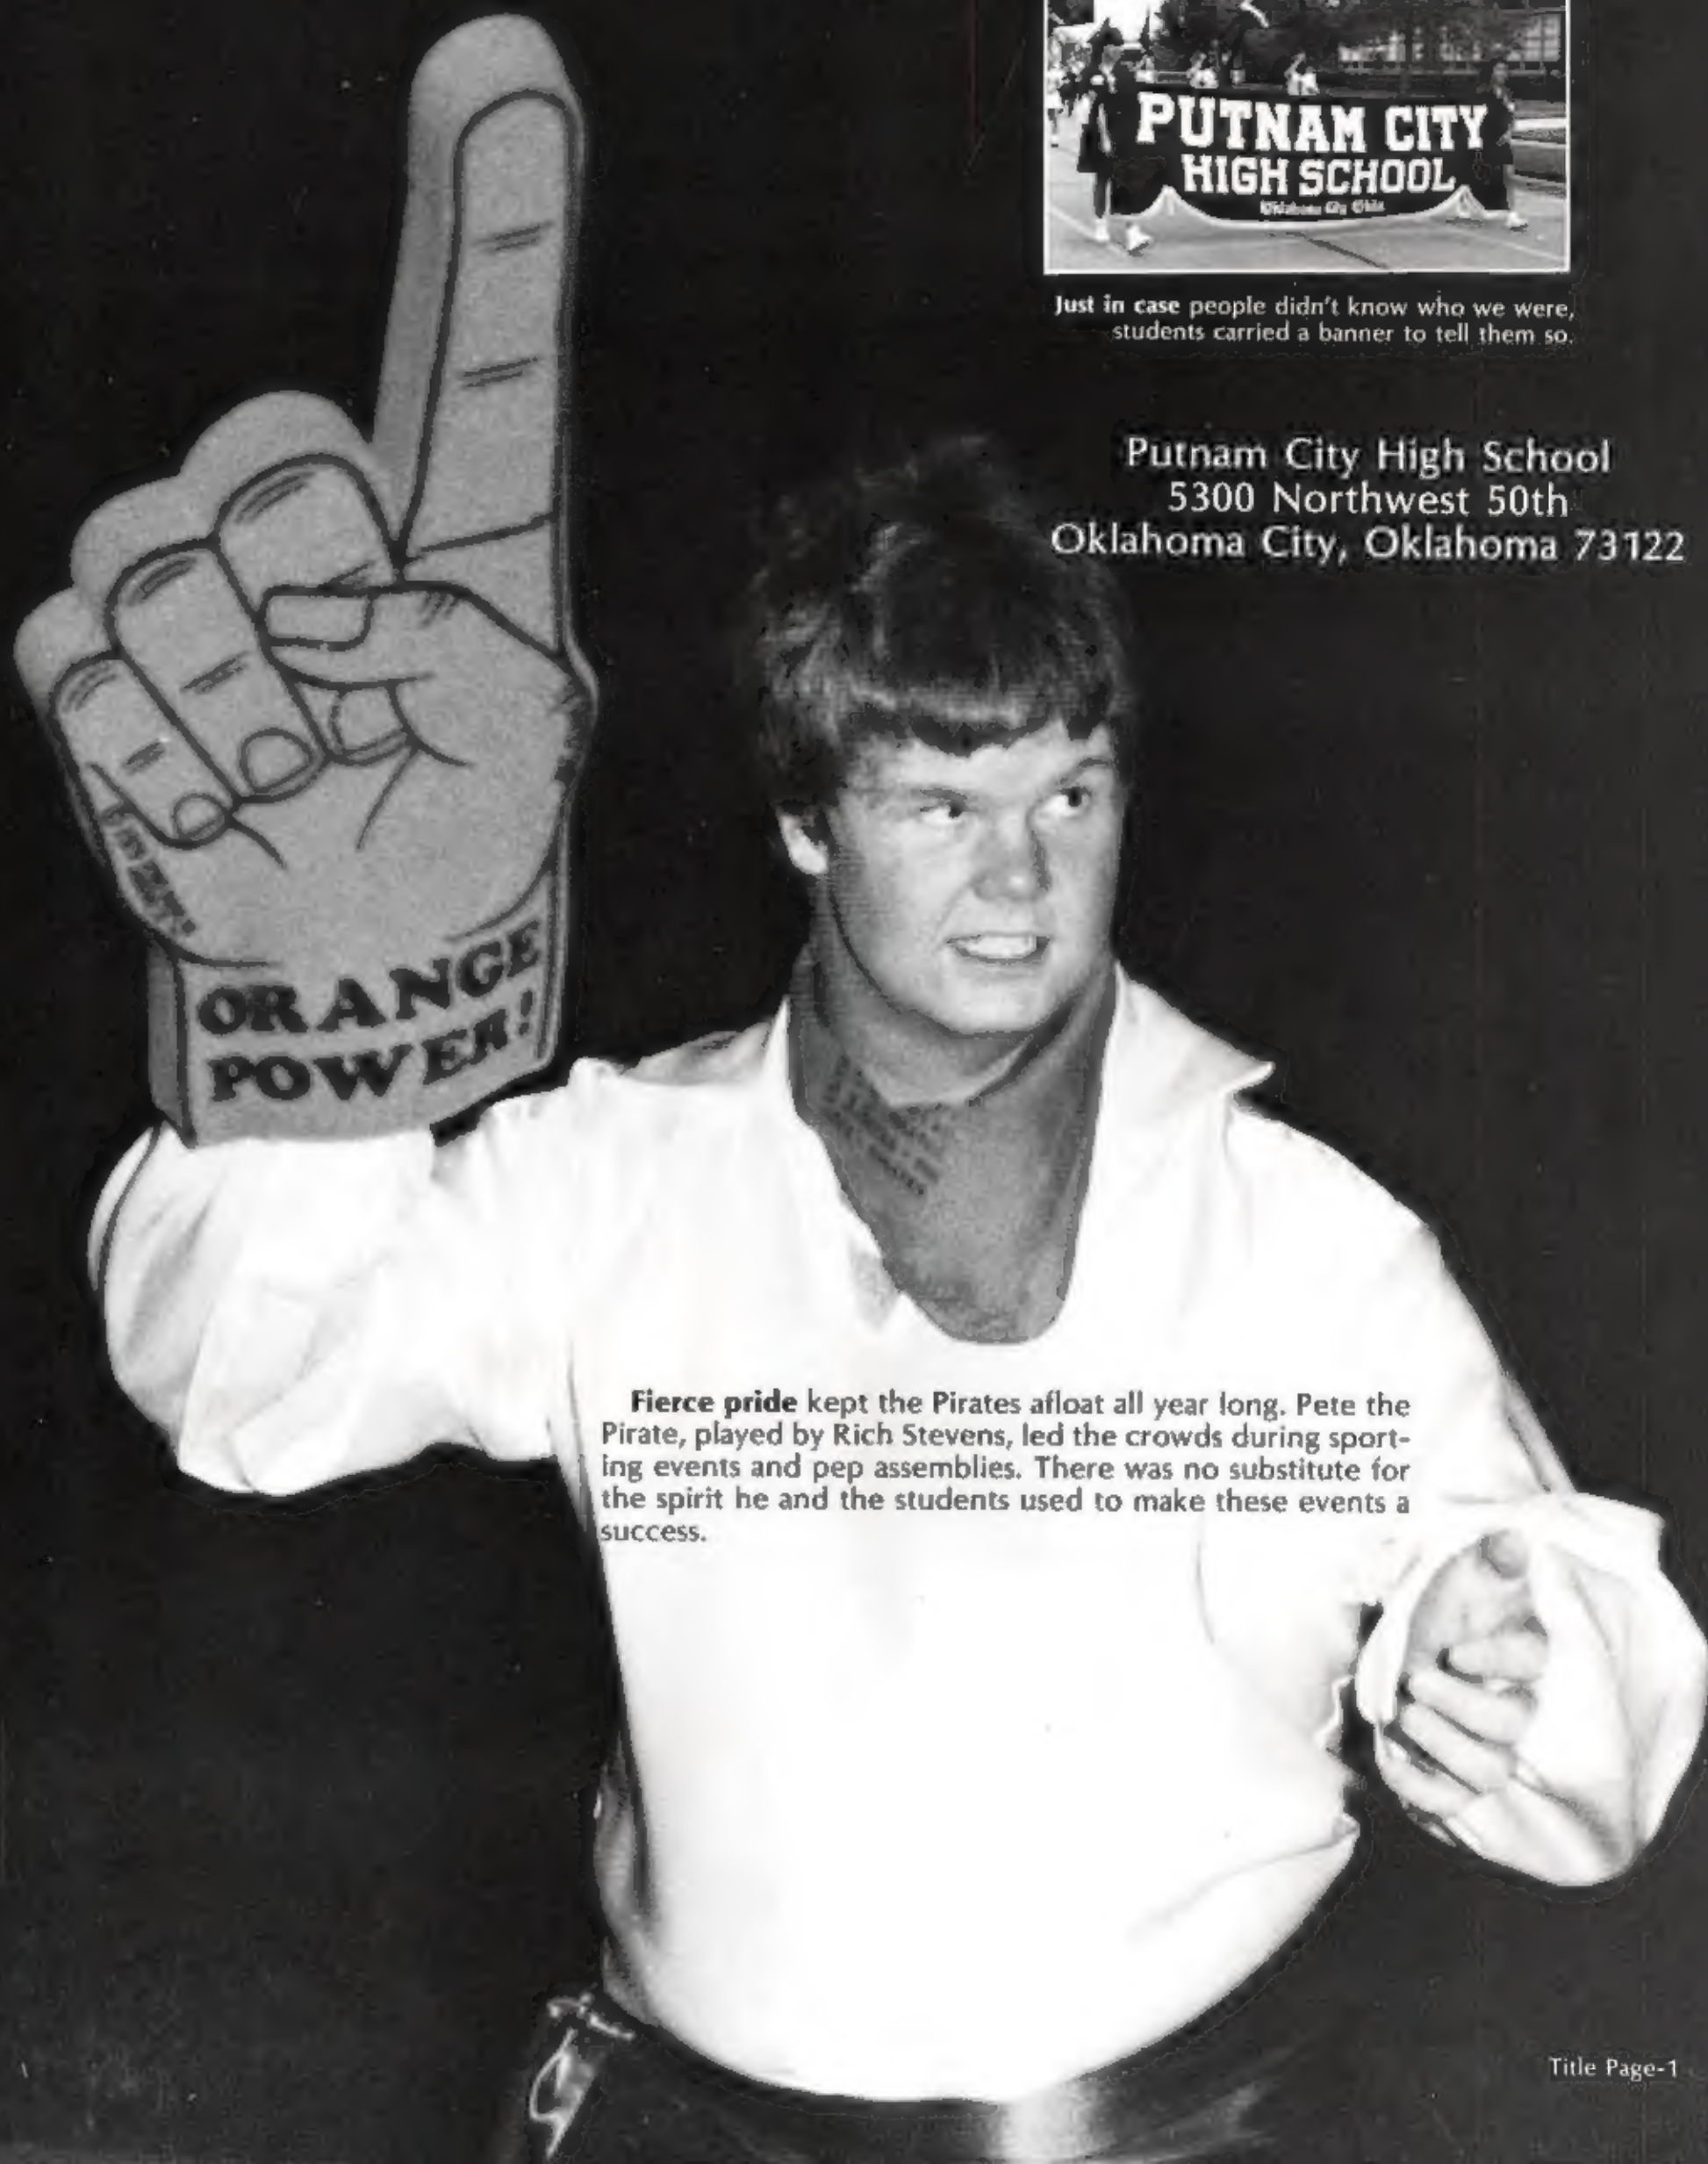 PUTNAM CITY
HIGH SCHOOL
Oklahoma City Okla
Just in case people didn't know who we were,
students carried a banner to tell them so.
Putnam City High School
5300 Northwest 50th
Oklahoma City, Oklahoma 73122
ORANGE
POWER!
Fierce pride kept the Pirates afloat all year long. Pete the
Pirate, played by Rich Stevens, led the crowds during sport-
ing events and pep assemblies. There was no substitute for
the spirit he and the students used to make these events a
success.
Title Page-1